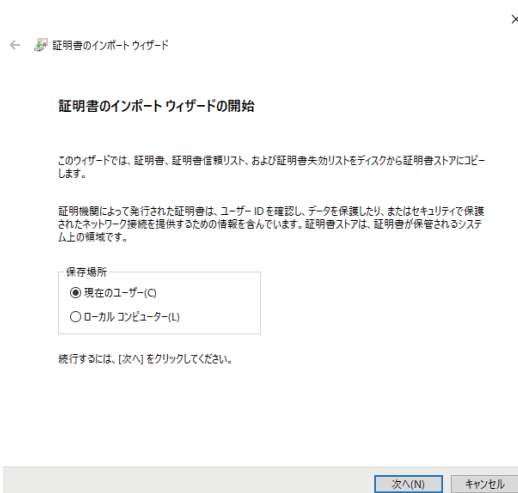 証明書のインポート ウィザード
証明書のインポート ウィザードの開始
このウィザードでは、証明書、証明書信頼リスト、および証明書失効リストをディスクから証明書ストアにコピー
します。
証明機関によって発行された証明書は、ユーザー ID を確認し、データを保護したり、またはセキュリティで保護
されたネットワーク接続を提供するための情報を含んでいます。証明書ストアは、証明書が保管されるシステ
ム上の領域です。
保存場所
現在のユーザー(C)
ローカル コンピューター(L)
続行するには、[次へ] をクリックしてください。
次へ(N)
キャンセル